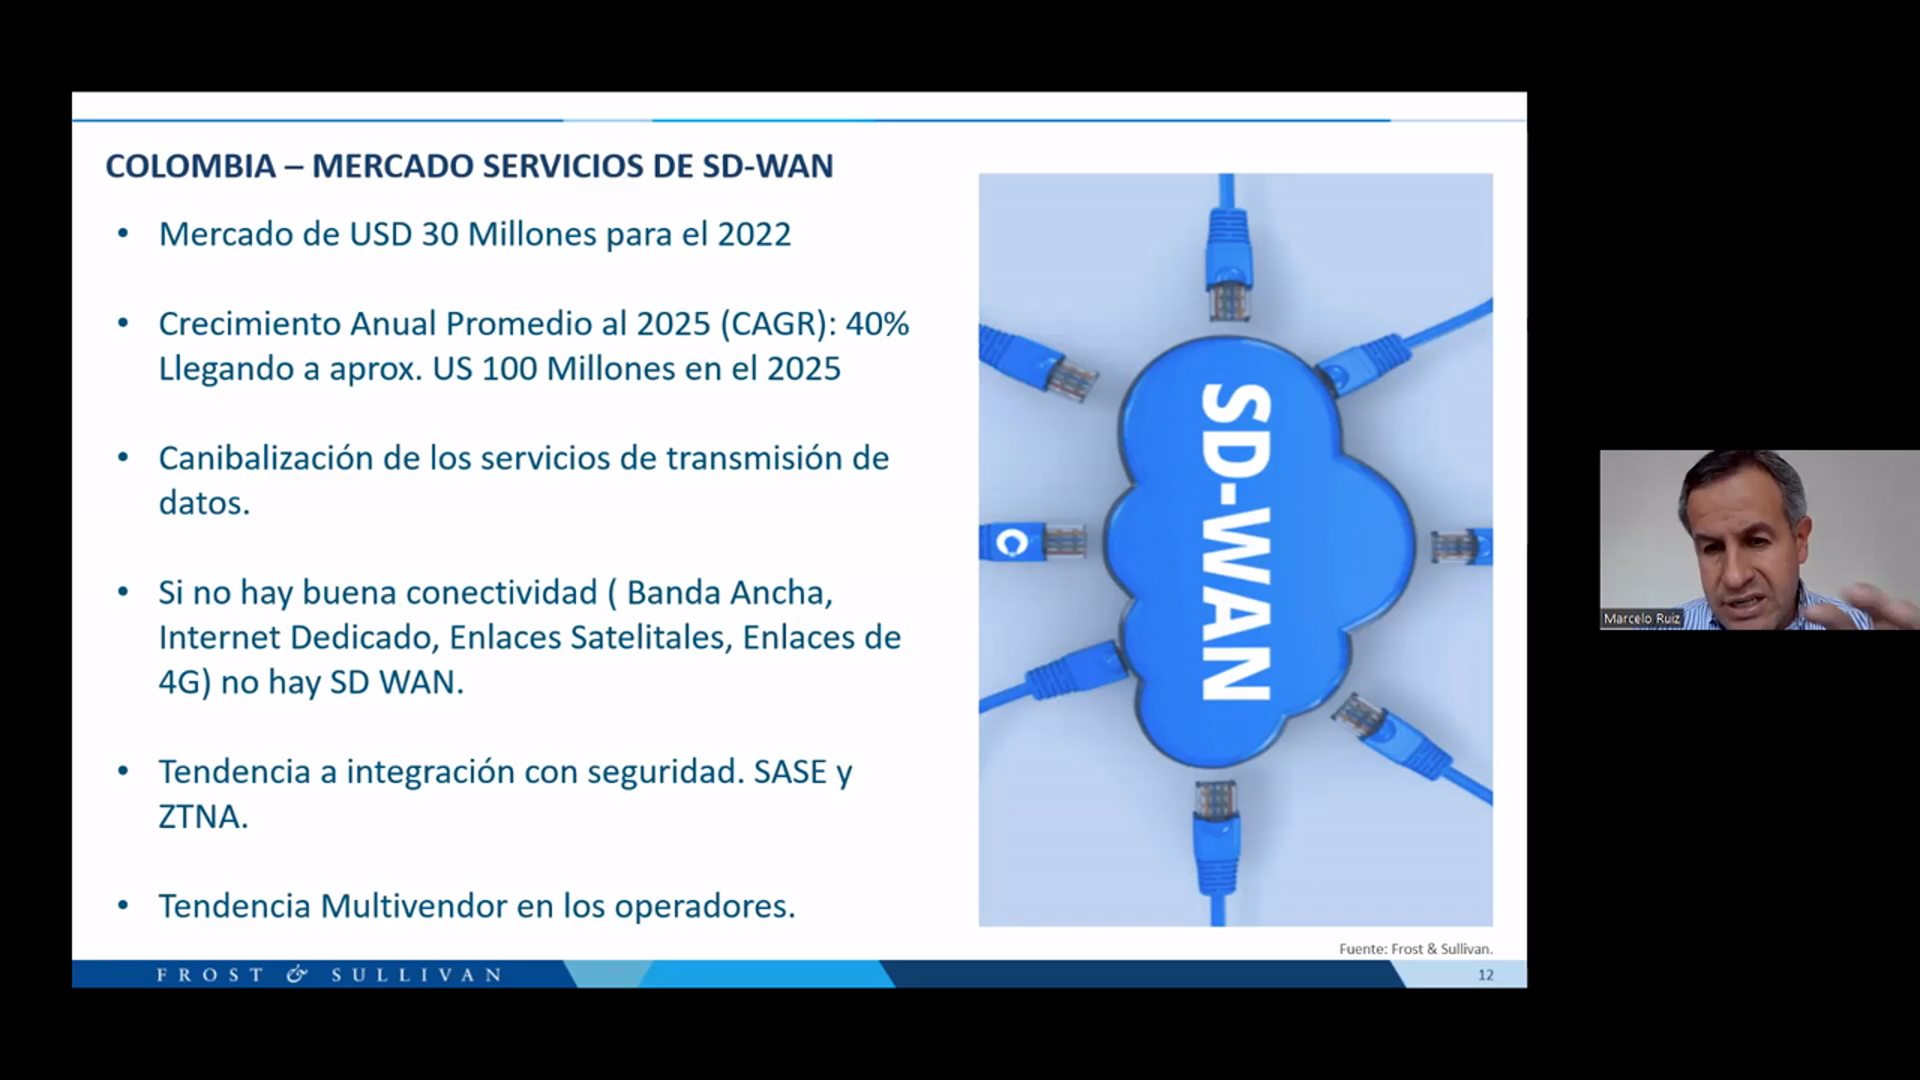 COLOMBIA – MERCADO SERVICIOS DE SD-WAN
• Mercado de USD 30 Millones para el 2022
• Crecimiento Anual Promedio al 2025 (CAGR): 40%
Llegando a aprox. US 100 Millones en el 2025
• Canibalización de los servicios de transmisión de
datos.
• Si no hay buena conectividad ( Banda Ancha,
Internet Dedicado, Enlaces Satelitales, Enlaces de
4G) no hay SD WAN.
• Tendencia a integración con seguridad. SASE y
ZTNA.
• Tendencia Multivendor en los operadores.
SD-WAN
Fuente: Frost & Sullivan.
FROST & SULLIVAN
12
Marcelo Ruiz